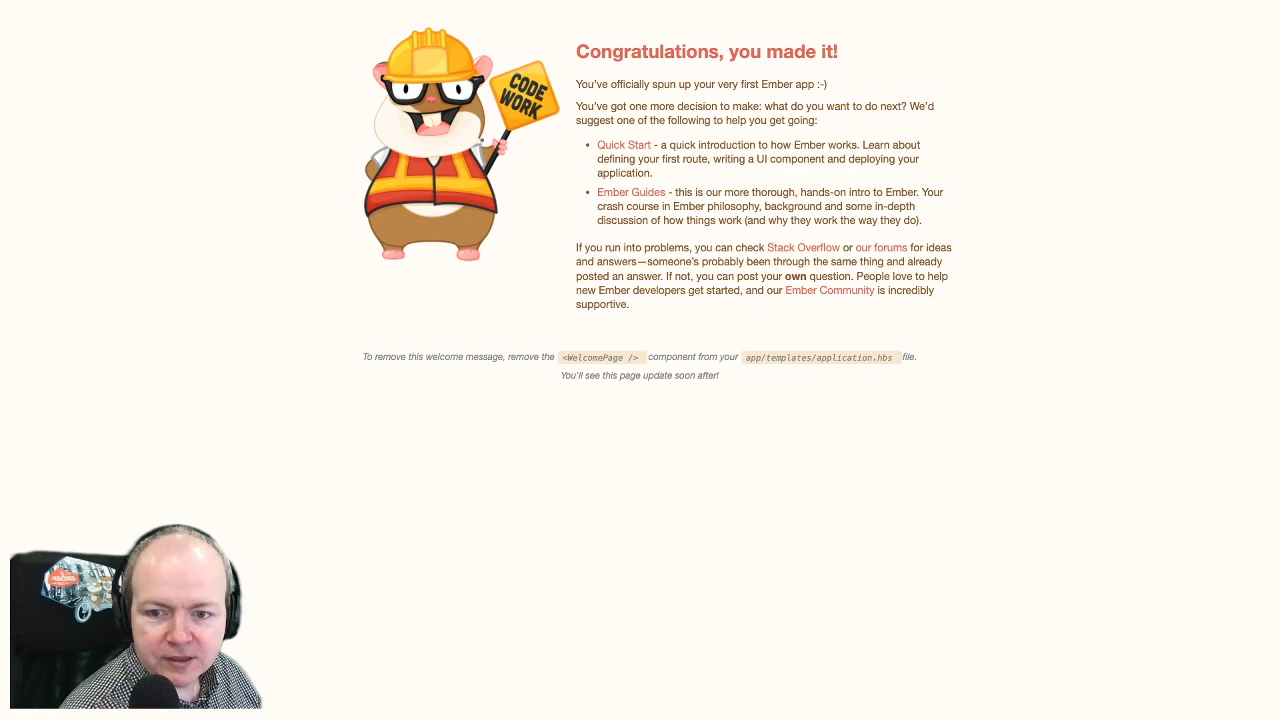 CODE
WORK
Congratulations, you made it!
You've officially spun up your very first Ember app :-)
You've got one more decision to make: what do you want to do next? We'd
suggest one of the following to help you get going:
• Quick Start - a quick introduction to how Ember works. Learn about
defining your first route, writing a UI component and deploying your
application.
• Ember Guides - this is our more thorough, hands-on intro to Ember. Your
crash course in Ember philosophy, background and some in-depth
discussion of how things work (and why they work the way they do).
If you run into problems, you can check Stack Overflow or our forums for ideas
and answers—someone's probably been through the same thing and already
posted an answer. If not, you can post your own question. People love to help
new Ember developers get started, and our Ember Community is incredibly
supportive.
To remove this welcome message, remove the <WelcomePage /> component from your app/templates/application.hbs file.
You'll see this page update soon after!